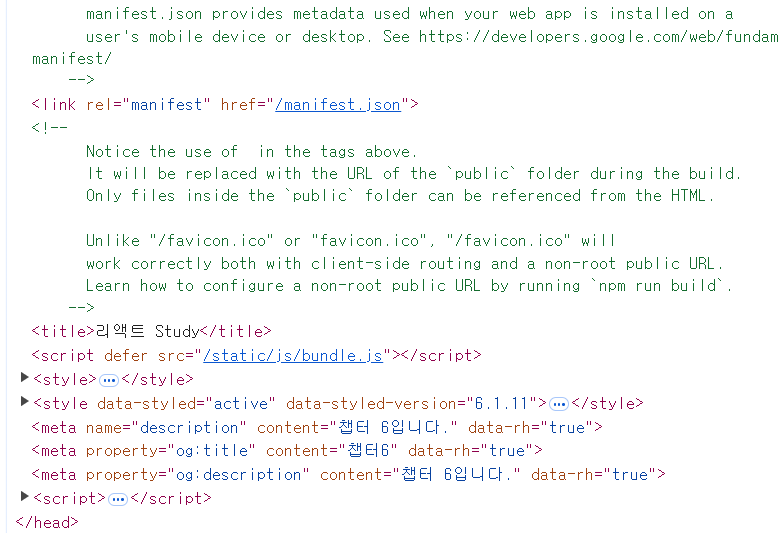 manifest.json provides metadata used when your web app is installed on a
user's mobile device or desktop. See https://developers.google.com/web/fundam
manifest/
-->
<link rel="manifest" href="/manifest.json">
<!--
Notice the use of  in the tags above.
It will be replaced with the URL of the `public` folder during the build.
Only files inside the `public` folder can be referenced from the HTML.
Unlike "/favicon.ico" or "favicon.ico", "/favicon.ico" will
work correctly both with client-side routing and a non-root public URL.
Learn how to configure a non-root public URL by running `npm run build`.
-->
<title>리액트 Study</title>
<script defer src="/static/js/bundle.js"></script>
▶<style>…</style>
▶<style data-styled="active" data-styled-version="6.1.11">…</style>
<meta name="description" content="챕터 6입니다." data-rh="true">
<meta property="og:title" content="챕터6" data-rh="true">
<meta property="og:description" content="챕터 6입니다." data-rh="true">
▶<script>…</script>
</head>